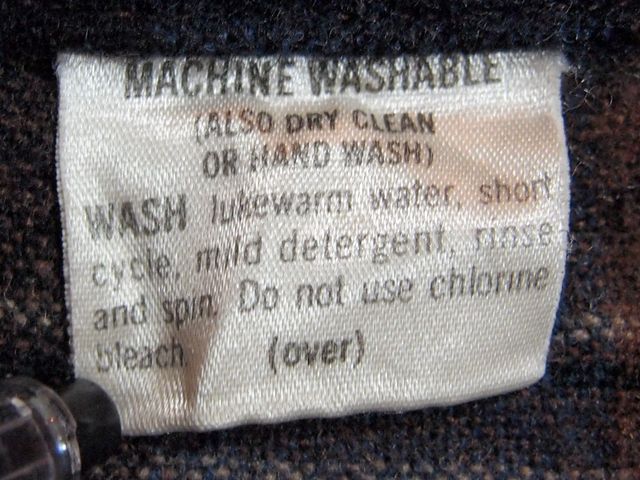 MACHINE WASHABLE
(ALSO DRY CLEAN
OR HAND WASH)
WASH lukewarm water, short
cycle, mild detergent, rinse
and spin. Do not use chlorine
bleach. (over)